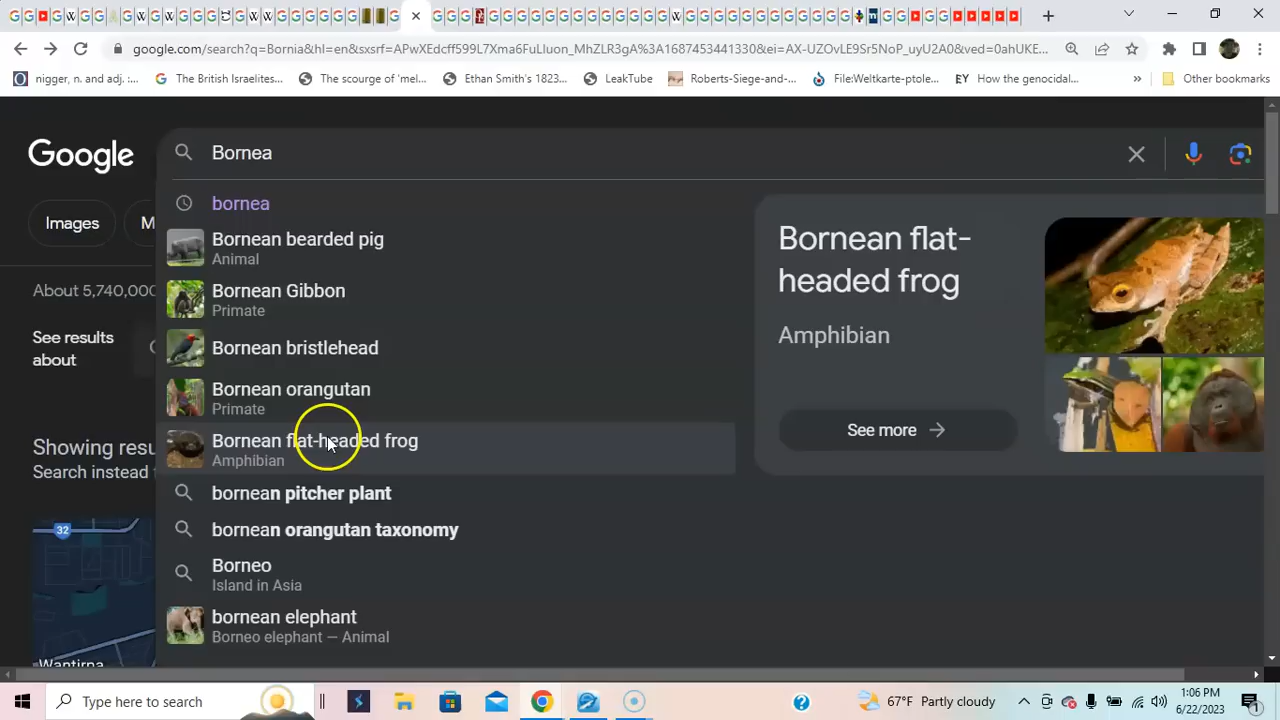 google.com/search?q=Bornia&hl=en&sxsrf=APwXEdcff599L7Xma6FuLIuon_MhZLR3gA%3A1687453441330&ei=AX-UZOvLE9Sr5NoP_uyU2A0&ved=0ahUKE...
nigger, n. and adj. :...
The British Israelites...
The scourge of 'mel...
Ethan Smith's 1823...
LeakTube
Roberts-Siege-and-...
File:Weltkarte-ptole...
EY How the genocidal...
»
Other bookmarks
Google
Bornea
Images
M
bornea
Bornean bearded pig
Animal
Bornean flat-
headed frog
Amphibian
See more
About 5,740,000
Bornean Gibbon
Primate
See results
about
Bornean bristlehead
Bornean orangutan
Primate
Bornean flat-headed frog
Amphibian
Showing resu
Search instead f
bornean pitcher plant
bornean orangutan taxonomy
32
Borneo
Island in Asia
bornean elephant
Borneo elephant — Animal
Wantirna
Type here to search
67°F Partly cloudy
1:06 PM
6/22/2023